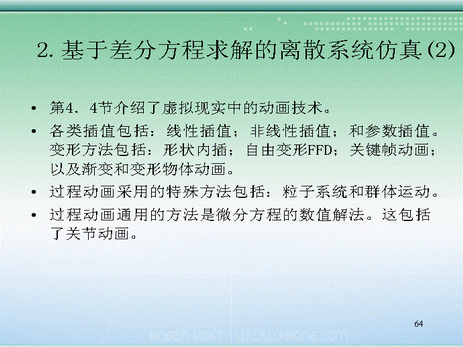 2.基于差分方程求解的离散系统仿真(2)
• 第4．4节介绍了虚拟现实中的动画技术。
• 各类插值包括：线性插值；非线性插值；和参数插值。
变形方法包括：形状内插；自由变形FFD；关键帧动画；
以及渐变和变形物体动画。
• 过程动画采用的特殊方法包括：粒子系统和群体运动。
• 过程动画通用的方法是微分方程的数值解法。这包括
了关节动画。
64